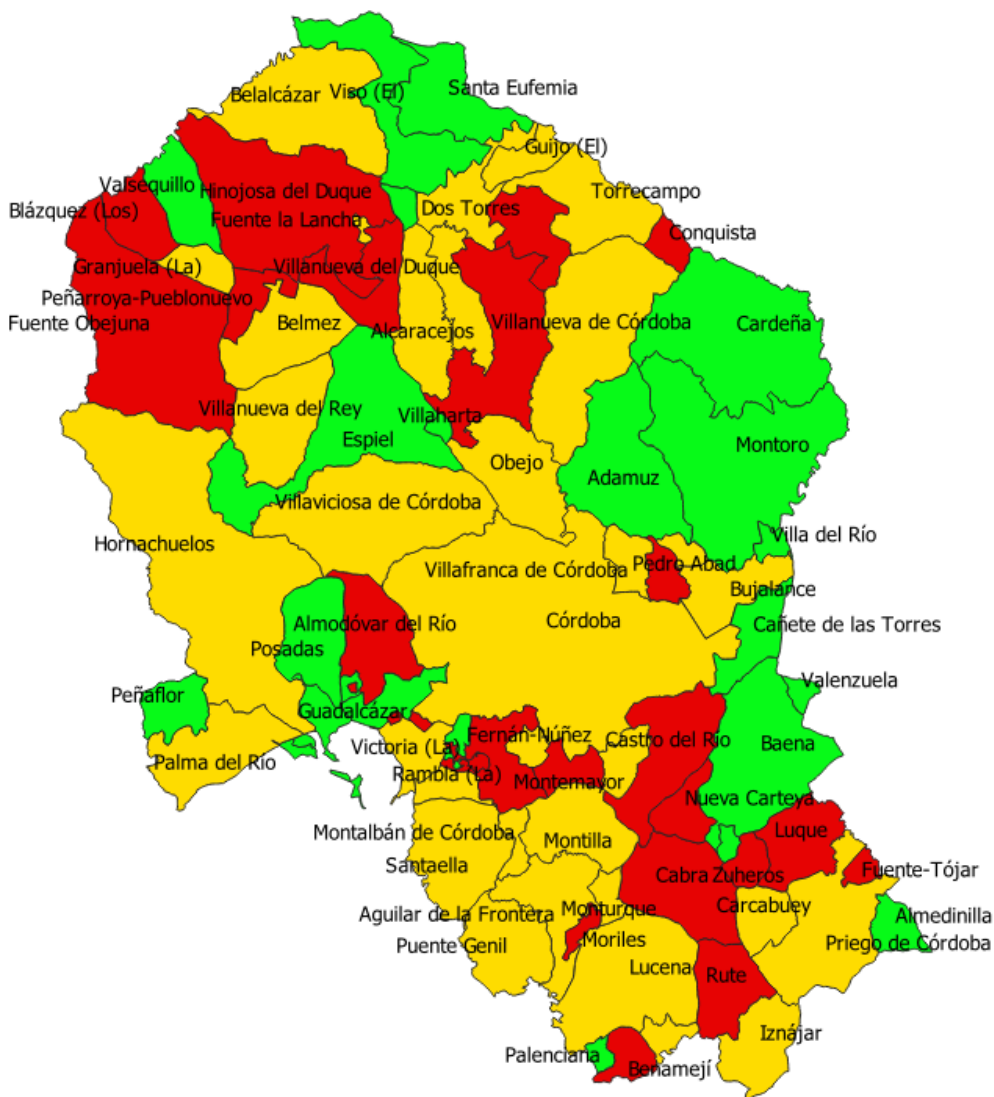 Santa Eufemia
Viso (El)
Belalcázar
Guijo (El)
Valsequillo
Hinojosa del Duque
Torrecampo
Blázquez (Los)
Fuente la Lancha
Dos Torres
Conquista
Granjuela (La)
Villanueva del Duque
Peñarroya-Pueblonuevo
Fuente Obejuna
Belmez
Alcaracejos
Villanueva de Córdoba
Cardeña
Villanueva del Rey
Villaharta
Espiel
Montoro
Obejo
Adamuz
Villaviciosa de Córdoba
Villa del Río
Hornachuelos
Villafranca de Córdoba
Pedro Abad
Bujalance
Almodóvar del Río
Córdoba
Cañete de las Torres
Posadas
Valenzuela
Peñaflor
Guadalcázar
Fernán-Núñez
Castro del Río
Baena
Victoria (La)
Palma del Río
Rambla (La)
Montemayor
Nueva Carteya
Montalbán de Córdoba
Montilla
Luque
Santaella
Cabra
Zuheros
Fuente-Tójar
Aguilar de la Frontera
Monturque
Carcabuey
Almedinilla
Puente Genil
Moriles
Priego de Córdoba
Lucena
Rute
Iznájar
Palenciana
Benamejí